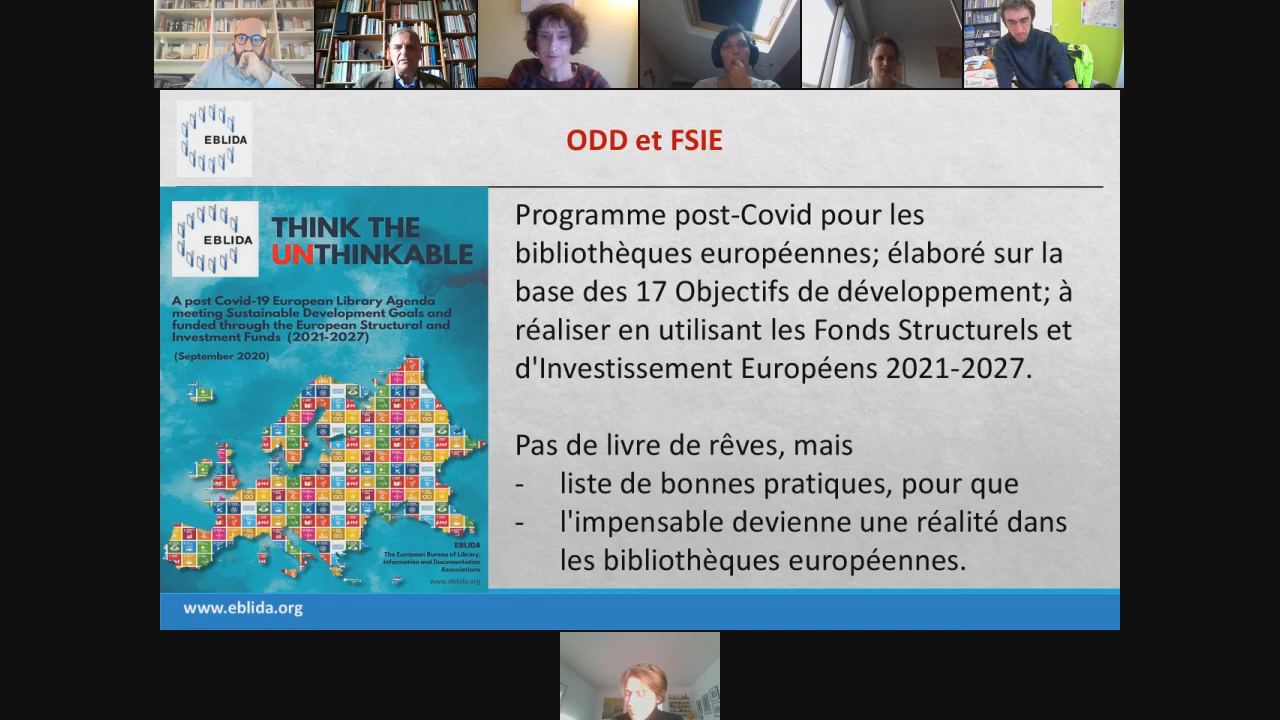 EBLIDA
ODD et FSIE
EBLIDA
THINK THE
UNTHINKABLE
A post Covid-19 European Library Agenda
meeting Sustainable Development Goals and
funded through the European Structural and
Investment Funds (2021-2027)
(September 2020)
EBLIDA
The European Bureau of Library,
Information and Documentation
Associations
www.eblida.org
Programme post-Covid pour les
bibliothèques européennes; élaboré sur la
base des 17 Objectifs de développement; à
réaliser en utilisant les Fonds Structurels et
d'Investissement Européens 2021-2027.
Pas de livre de rêves, mais
- liste de bonnes pratiques, pour que
- l'impensable devienne une réalité dans
les bibliothèques européennes.
www.eblida.org